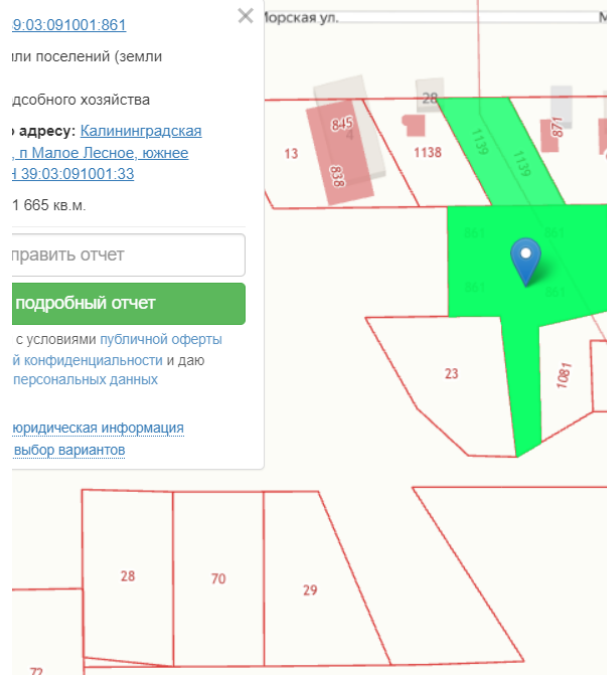 9:03:091001:861
или поселений (земли
дсобного хозяйства
адресу: Калининградская
, п Малое Лесное, южнее
39:03:091001:33
1 665 кв.м.
править отчет
подробный отчет
с условиями публичной оферты
й конфиденциальности и даю
персональных данных
юридическая информация
выбор вариантов
Морская ул.
28
845
4
13
838
1138
1139
1139
871
861
861
861
861
23
1081
28
70
29
72